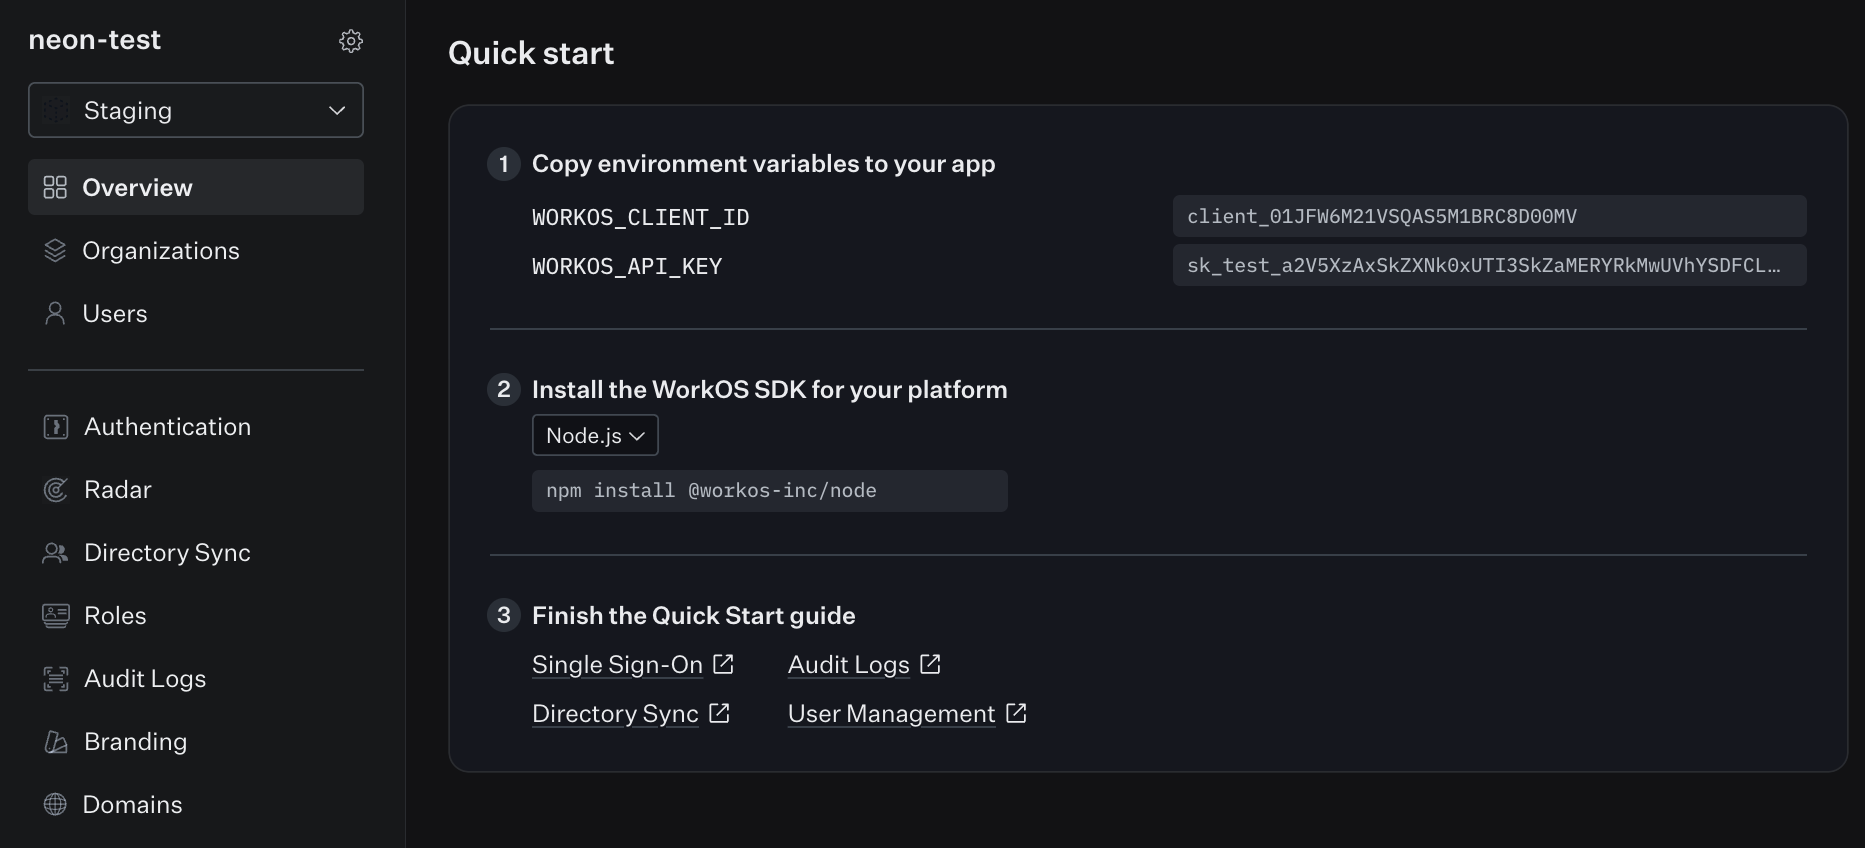 neon-test
Staging
Overview
Organizations
Users
Authentication
Radar
Directory Sync
Roles
Audit Logs
Branding
Domains
Quick start
1 Copy environment variables to your app
WORKOS_CLIENT_ID client_01JFW6M21VSQAS5M1BRC8D00MV
WORKOS_API_KEY sk_test_a2V5XzAxSkZXNk0xUTI3SkZaMERYRkMwUVhYSDFCL…
2 Install the WorkOS SDK for your platform
Node.js
npm install @workos-inc/node
3 Finish the Quick Start guide
Single Sign-On Audit Logs
Directory Sync User Management